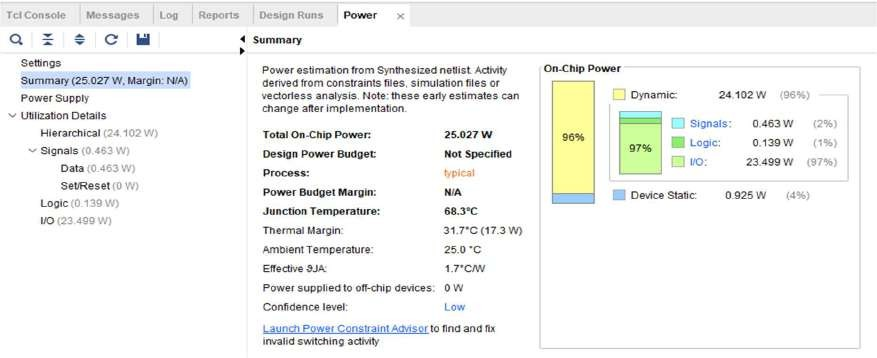 Tcl Console Messages Log Reports Design Runs Power ×
Summary
Settings
Summary (25.027 W, Margin: N/A)
Power Supply
Utilization Details
Hierarchical (24.102 W)
Signals (0.463 W)
Data (0.463 W)
Set/Reset (0 W)
Logic (0.139 W)
I/O (23.499 W)
Power estimation from Synthesized netlist. Activity
derived from constraints files, simulation files or
vectorless analysis. Note: these early estimates can
change after implementation.
Total On-Chip Power: 25.027 W
Design Power Budget: Not Specified
Process: typical
Power Budget Margin: N/A
Junction Temperature: 68.3°C
Thermal Margin: 31.7°C (17.3 W)
Ambient Temperature: 25.0 °C
Effective ϑJA: 1.7°C/W
Power supplied to off-chip devices: 0 W
Confidence level: Low
Launch Power Constraint Advisor to find and fix
invalid switching activity
On-Chip Power
96%
Dynamic: 24.102 W (96%)
97%
Signals: 0.463 W (2%)
Logic: 0.139 W (1%)
I/O: 23.499 W (97%)
Device Static: 0.925 W (4%)